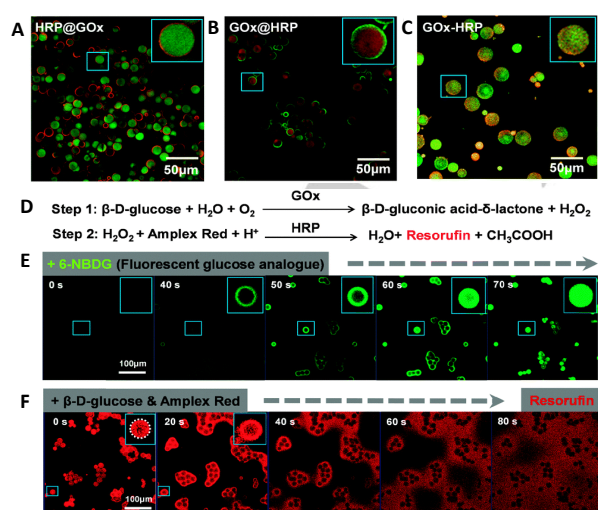 A HRP@GOx
B GOx@HRP
C GOx-HRP
50μm
50μm
50μm
D Step 1: β-D-glucose + H₂O + O₂ GOx β-D-gluconic acid-δ-lactone + H₂O₂
Step 2: H₂O₂ + Amplex Red + H⁺ HRP H₂O+ Resorufin + CH₃COOH
E + 6-NBDG (Fluorescent glucose analogue)
0 s 40 s 50 s 60 s 70 s
100μm
F + β-D-glucose & Amplex Red Resorufin
0 s 20 s 40 s 60 s 80 s
100μm